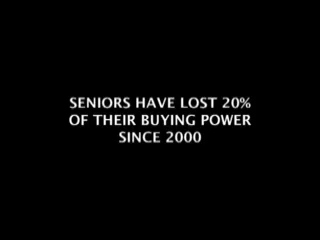 SENIORS HAVE LOST 20%
OF THEIR BUYING POWER
SINCE 2000